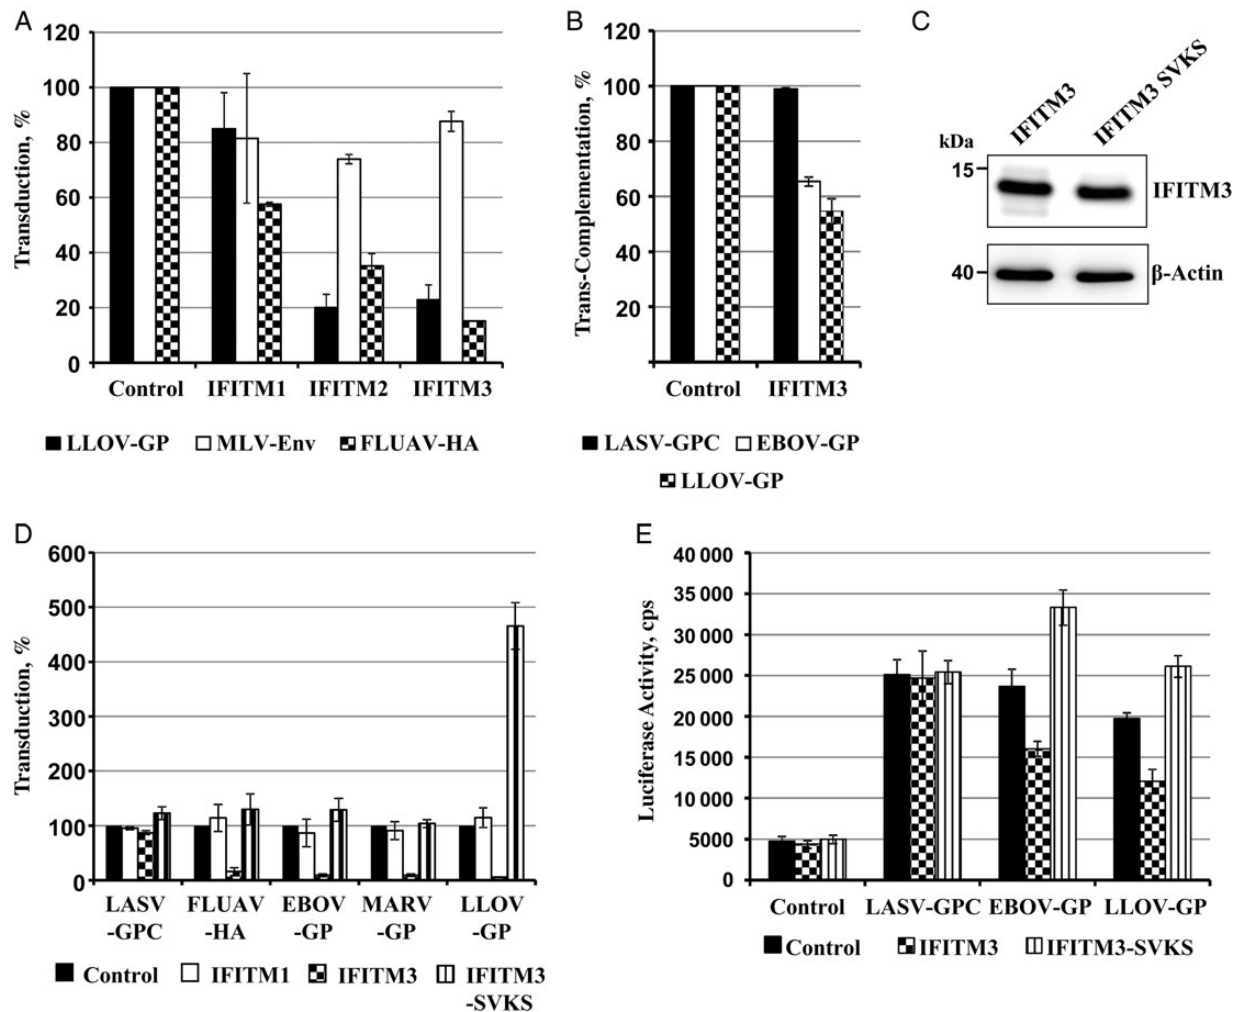 A
120
100
80
60
40
20
0
Transduction, %
Control IFITM1 IFITM2 IFITM3
LLOV-GP MLV-Env FLUAV-HA
B
120
100
80
60
40
20
Trans-Complementation, %
Control IFITM3
LASV-GPC EBOV-GP
LLOV-GP
C
IFITM3
IFITM3 SVKS
kDa
15
IFITM3
40
β-Actin
D
600
500
400
300
200
100
0
Transduction, %
LASV FLUAV EBOV MARV LLOV
-GPC -HA -GP -GP -GP
Control IFITM1 IFITM3 IFITM3
-SVKS
E
40 000
35 000
30 000
25 000
20 000
15 000
10 000
5000
0
Luciferase Activity, cps
Control LASV-GPC EBOV-GP LLOV-GP
Control IFITM3 IFITM3-SVKS